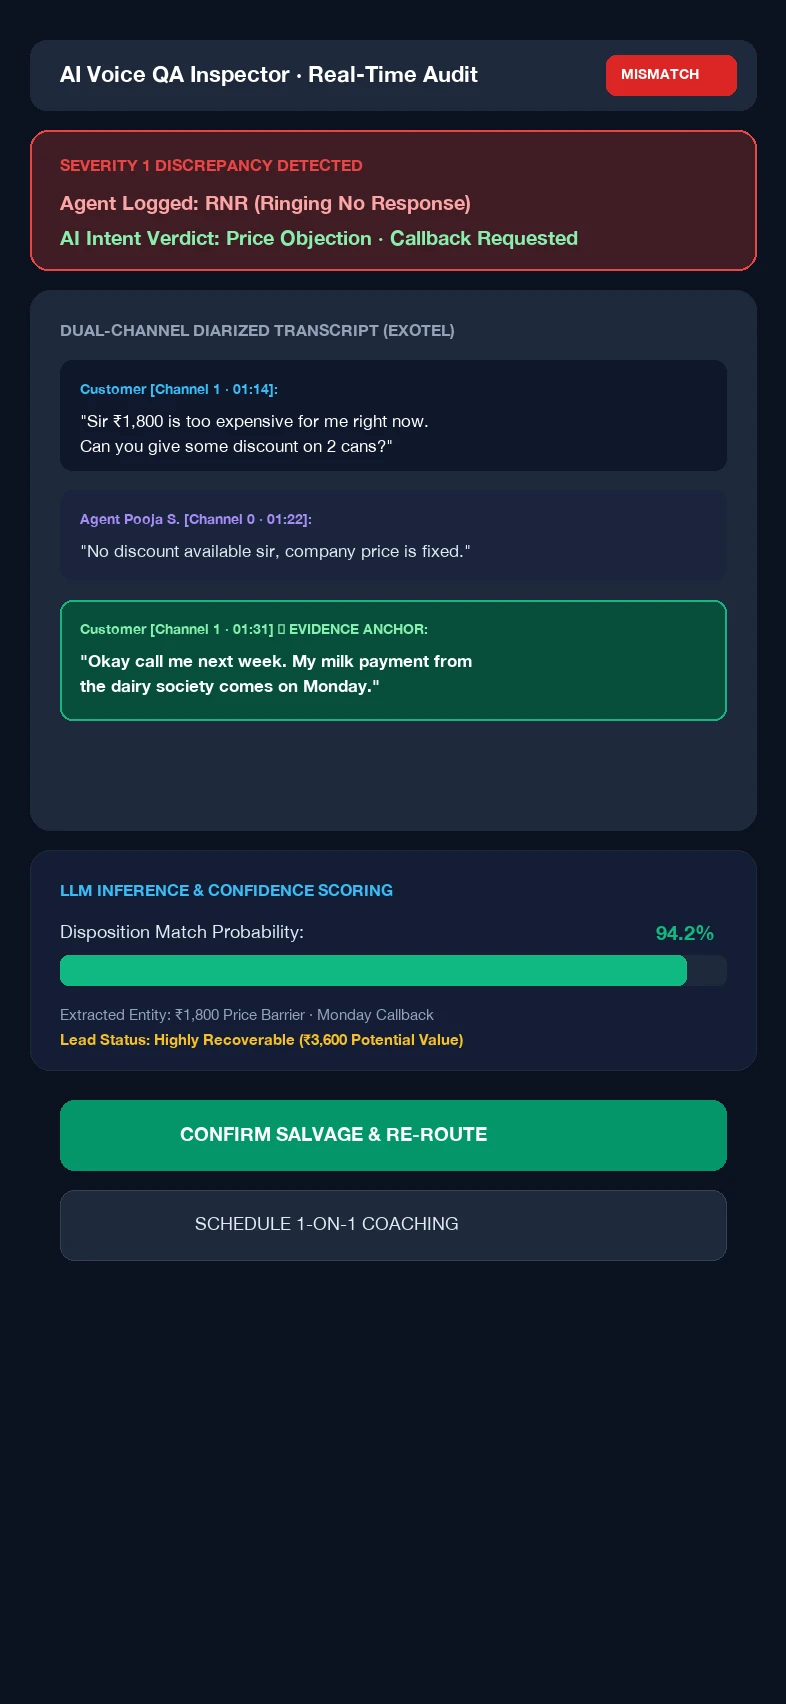 AI Voice QA Inspector · Real-Time Audit
MISMATCH
SEVERITY 1 DISCREPANCY DETECTED
Agent Logged: RNR (Ringing No Response)
AI Intent Verdict: Price Objection · Callback Requested
DUAL-CHANNEL DIARIZED TRANSCRIPT (EXOTEL)
Customer [Channel 1 · 01:14]:
"Sir ₹1,800 is too expensive for me right now.
Can you give some discount on 2 cans?"
Agent Pooja S. [Channel 0 · 01:22]:
"No discount available sir, company price is fixed."
Customer [Channel 1 · 01:31] ▯ EVIDENCE ANCHOR:
"Okay call me next week. My milk payment from
the dairy society comes on Monday."
LLM INFERENCE & CONFIDENCE SCORING
Disposition Match Probability:
94.2%
Extracted Entity: ₹1,800 Price Barrier · Monday Callback
Lead Status: Highly Recoverable (₹3,600 Potential Value)
CONFIRM SALVAGE & RE-ROUTE
SCHEDULE 1-ON-1 COACHING